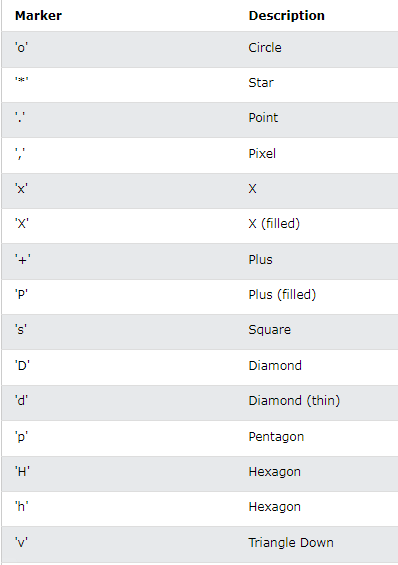 Marker Description
'o' Circle
'*' Star
'.' Point
',' Pixel
'x' X
'X' X (filled)
'+' Plus
'P' Plus (filled)
's' Square
'D' Diamond
'd' Diamond (thin)
'p' Pentagon
'H' Hexagon
'h' Hexagon
'v' Triangle Down